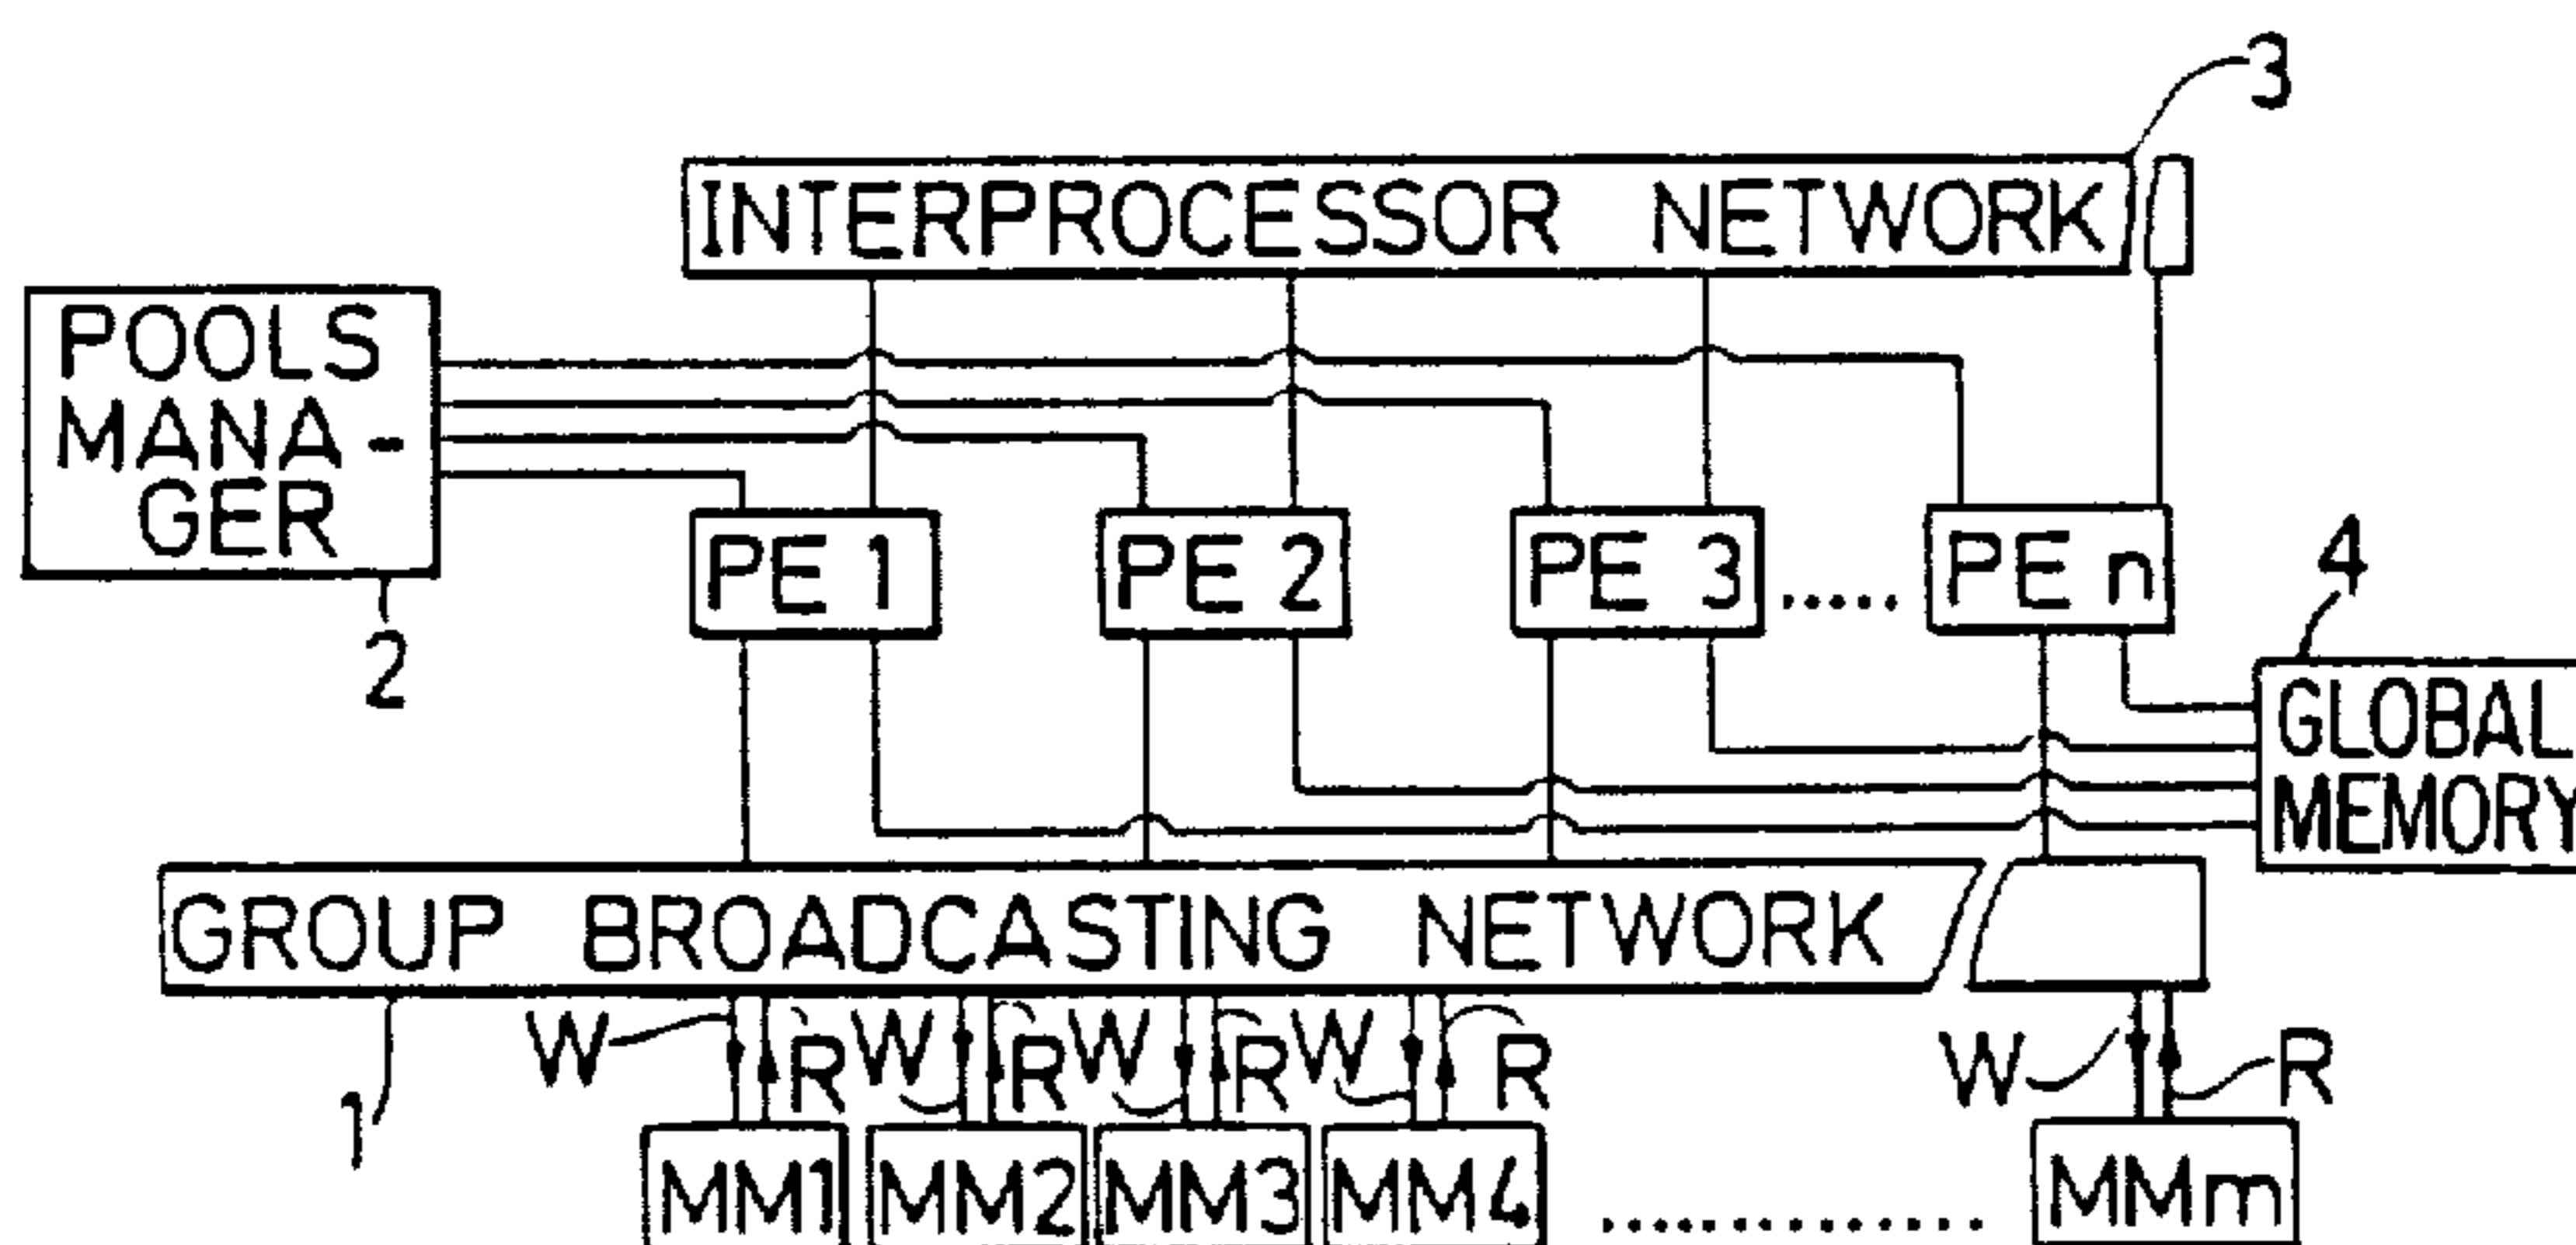 3
INTERPROCESSOR NETWORK
POOLS
MANA-
GER
2
PE 1
PE 2
PE 3 .....
PE n
4
GLOBAL
MEMORY
GROUP BROADCASTING NETWORK
1
W R W R W R W R W R
MM1 MM2 MM3 MM4 .............. MMm